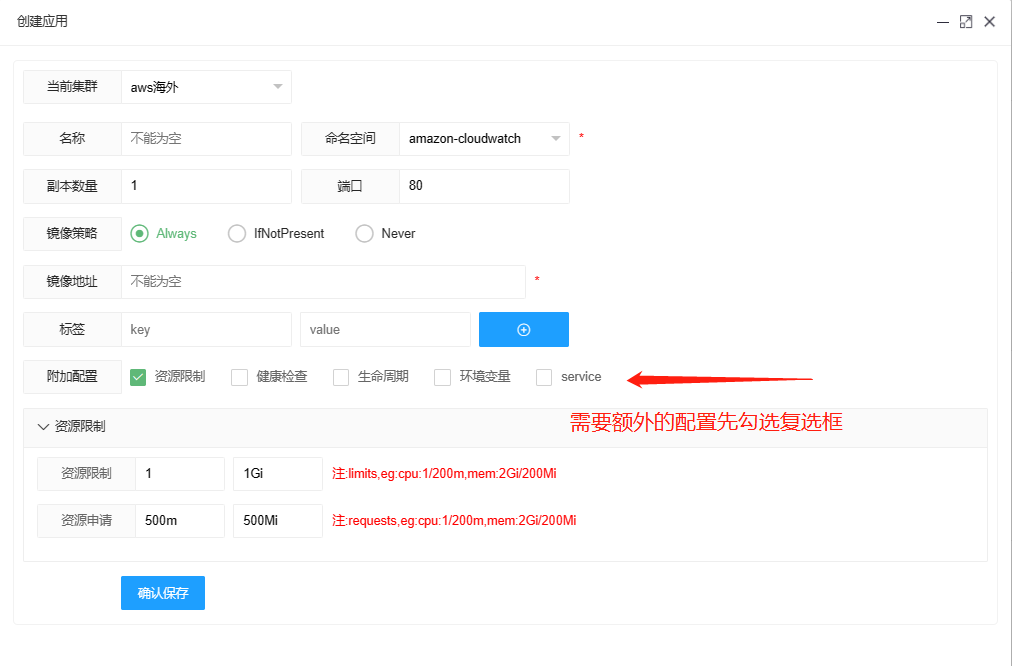 创建应用
当前集群 aws海外
名称 不能为空 命名空间 amazon-cloudwatch *
副本数量 1 端口 80
镜像策略 Always IfNotPresent Never
镜像地址 不能为空 *
标签 key value
附加配置 资源限制 健康检查 生命周期 环境变量 service
需要额外的配置先勾选复选框
资源限制
资源限制 1 1Gi 注:limits,eg:cpu:1/200m,mem:2Gi/200Mi
资源申请 500m 500Mi 注:requests,eg:cpu:1/200m,mem:2Gi/200Mi
确认保存